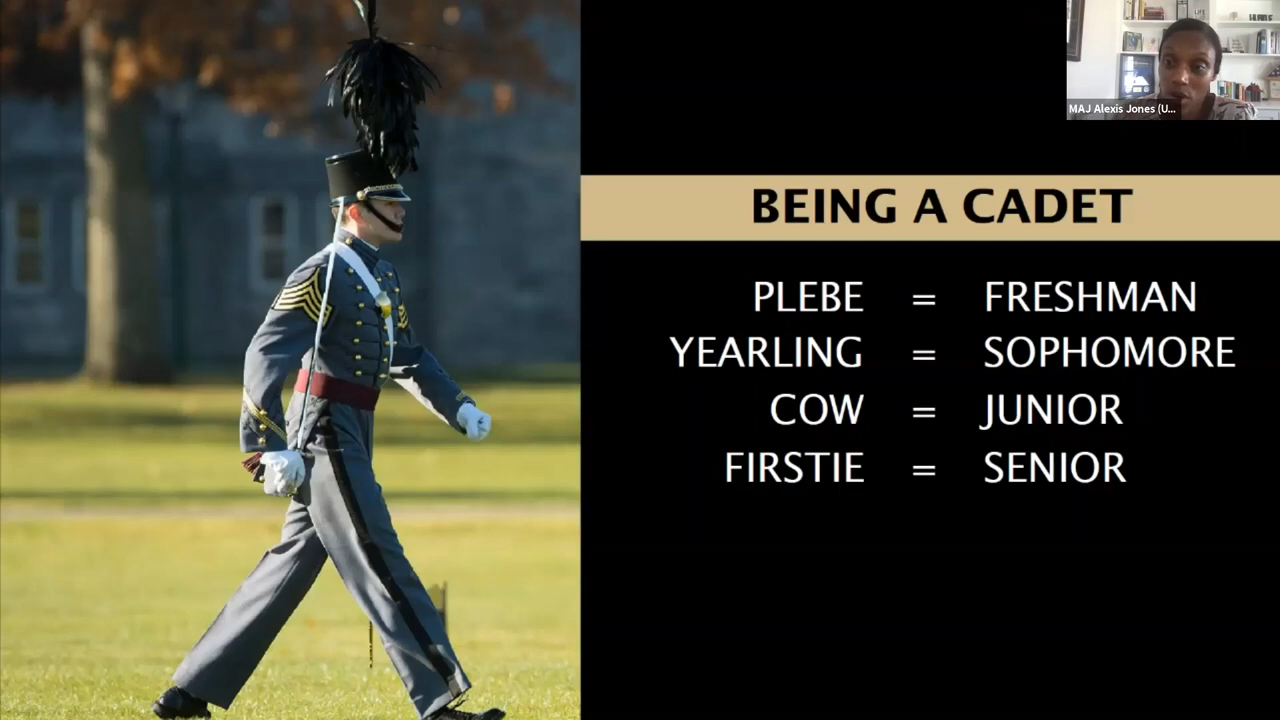 MAJ Alexis Jones (U...
BEING A CADET
PLEBE = FRESHMAN
YEARLING = SOPHOMORE
COW = JUNIOR
FIRSTIE = SENIOR